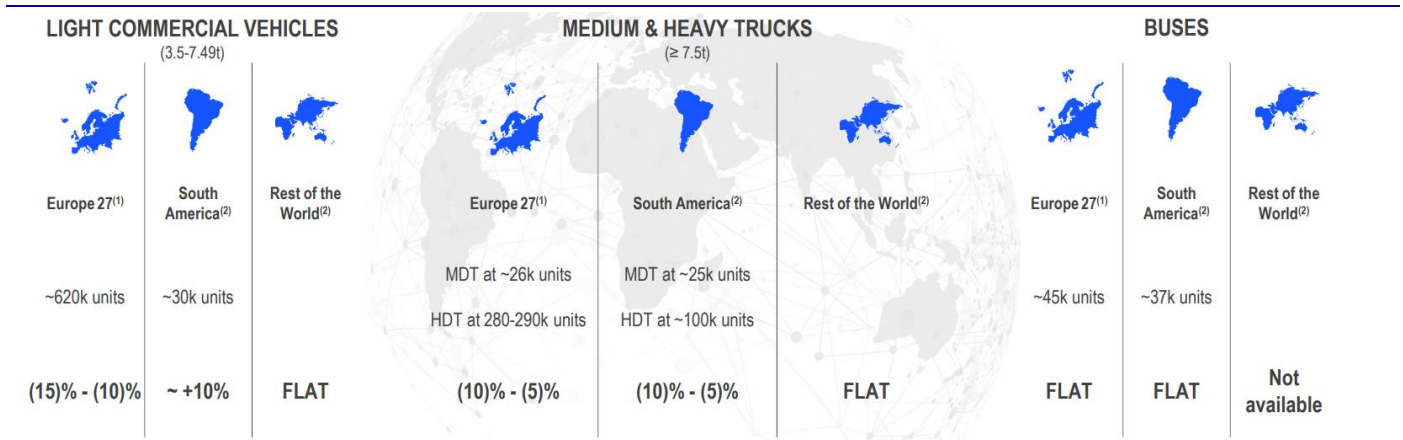 LIGHT COMMERCIAL VEHICLES
(3.5-7.49t)
Europe 27(1)
South
America(2)
Rest of the
World(2)
~620k units
~30k units
(15)% - (10)%
~ +10%
FLAT
MEDIUM & HEAVY TRUCKS
(≥ 7.5t)
Europe 27(1)
South America(2)
Rest of the World(2)
MDT at ~26k units
MDT at ~25k units
HDT at 280-290k units
HDT at ~100k units
(10)% - (5)%
(10)% - (5)%
FLAT
BUSES
Europe 27(1)
South
America(2)
Rest of the
World(2)
~45k units
~37k units
FLAT
FLAT
Not
available